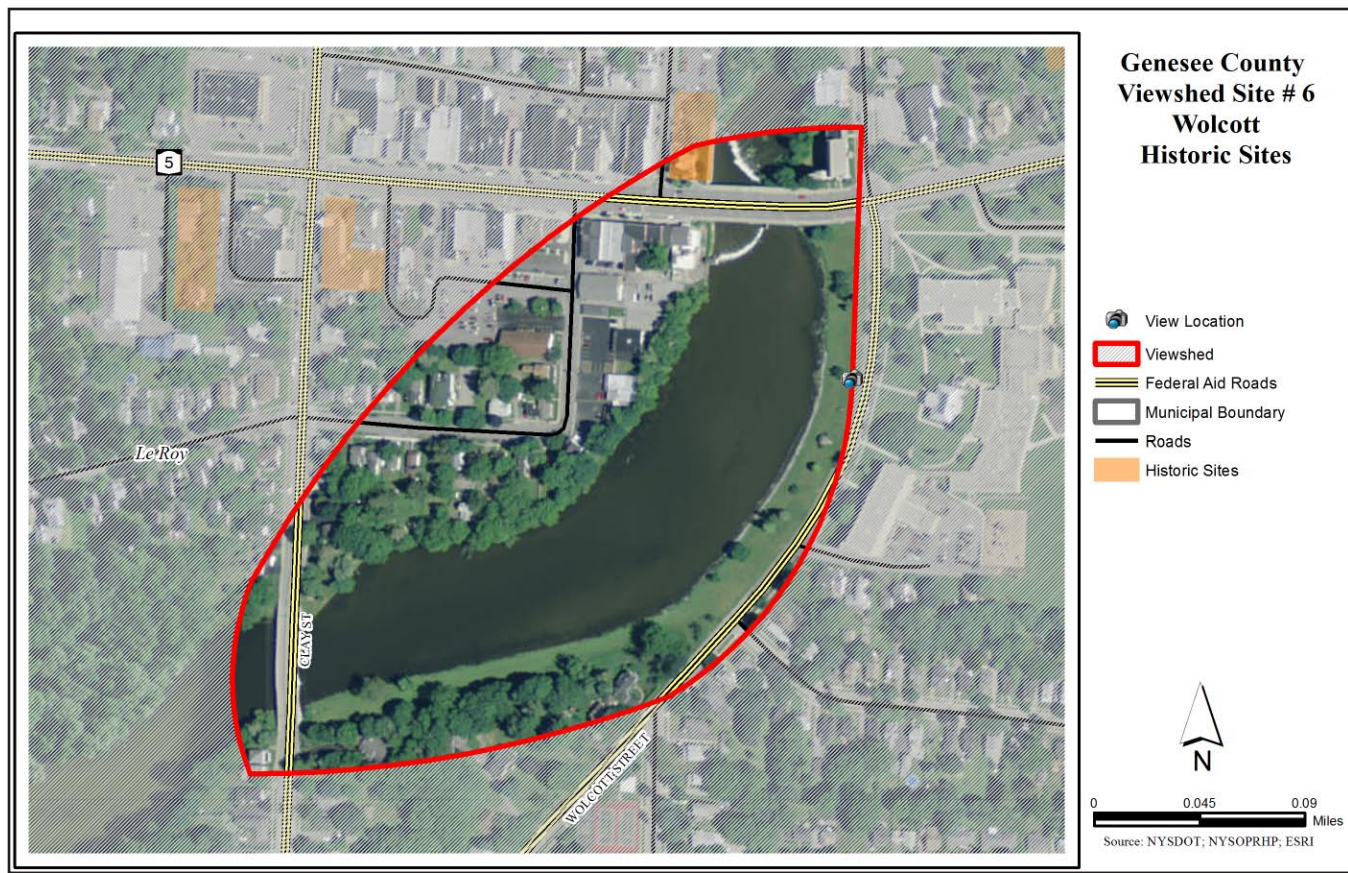 Genesee County
Viewshed Site # 6
Wolcott
Historic Sites
5
Le Roy
CLAY ST
WOLCOTT STREET
View Location
Viewshed
Federal Aid Roads
Municipal Boundary
Roads
Historic Sites
N
0 0.045 0.09
Miles
Source: NYSDOT; NYSOPRHP; ESRI